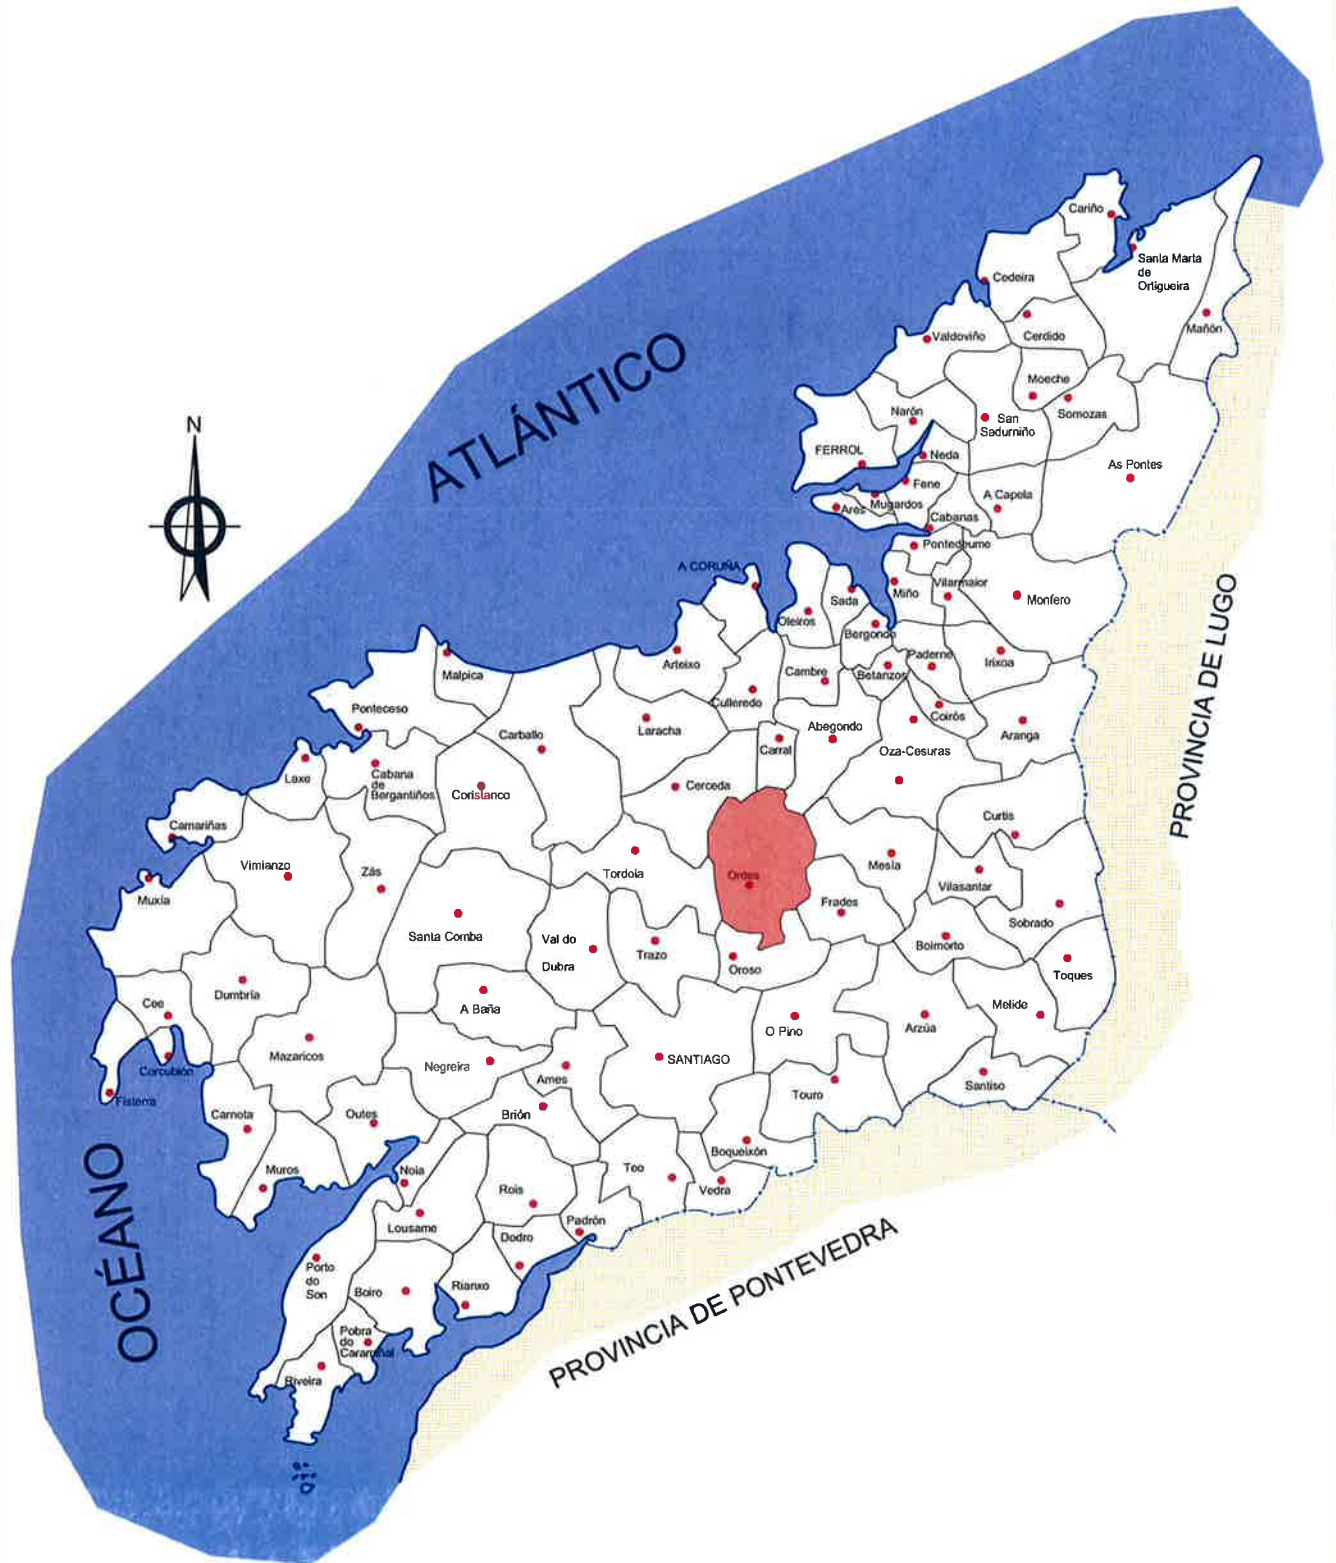 Cariño
Santa Marta
de
Ortigueira
Cedeira
Mañón
Valdoviño
Cerdido
Moeche
Somozas
Narón
San
Sadurniño
N
ATLÁNTICO
FERROL
Neda
As Pontes
Fene
A Capela
Mugardos
Ares
Cabanas
Pontedeume
A CORUÑA
Miño
Vilarmaior
Monfero
Sada
Oleiros
Bergondo
PROVINCIA DE LUGO
Arteixo
Paderne
Irixoa
Malpica
Cambre
Betanzos
Culleredo
Ponteceso
Coirós
Laracha
Abegondo
Aranga
Carballo
Carral
Oza-Cesuras
Laxe
Cabana
de
Bergantiños
Coristanco
Cerceda
Curtis
Camariñas
Vimianzo
Zás
Tordoia
Ordes
Mesía
Vilasantar
Muxía
Frades
Sobrado
Santa Comba
Val do
Dubra
Trazo
Boimorto
Oroso
Toques
Dumbría
Cee
A Baña
Melide
O Pino
Arzúa
Mazaricos
SANTIAGO
Negreira
Corcubión
Ames
Santiso
Fisterra
Touro
Carnota
Outes
Brión
Boqueixón
OCÉANO
Muros
Noia
Teo
Vedra
Rois
Lousame
Padrón
Dodro
PROVINCIA DE PONTEVEDRA
Porto
do
Son
Boiro
Rianxo
Pobra
do
Caramiñal
Riveira